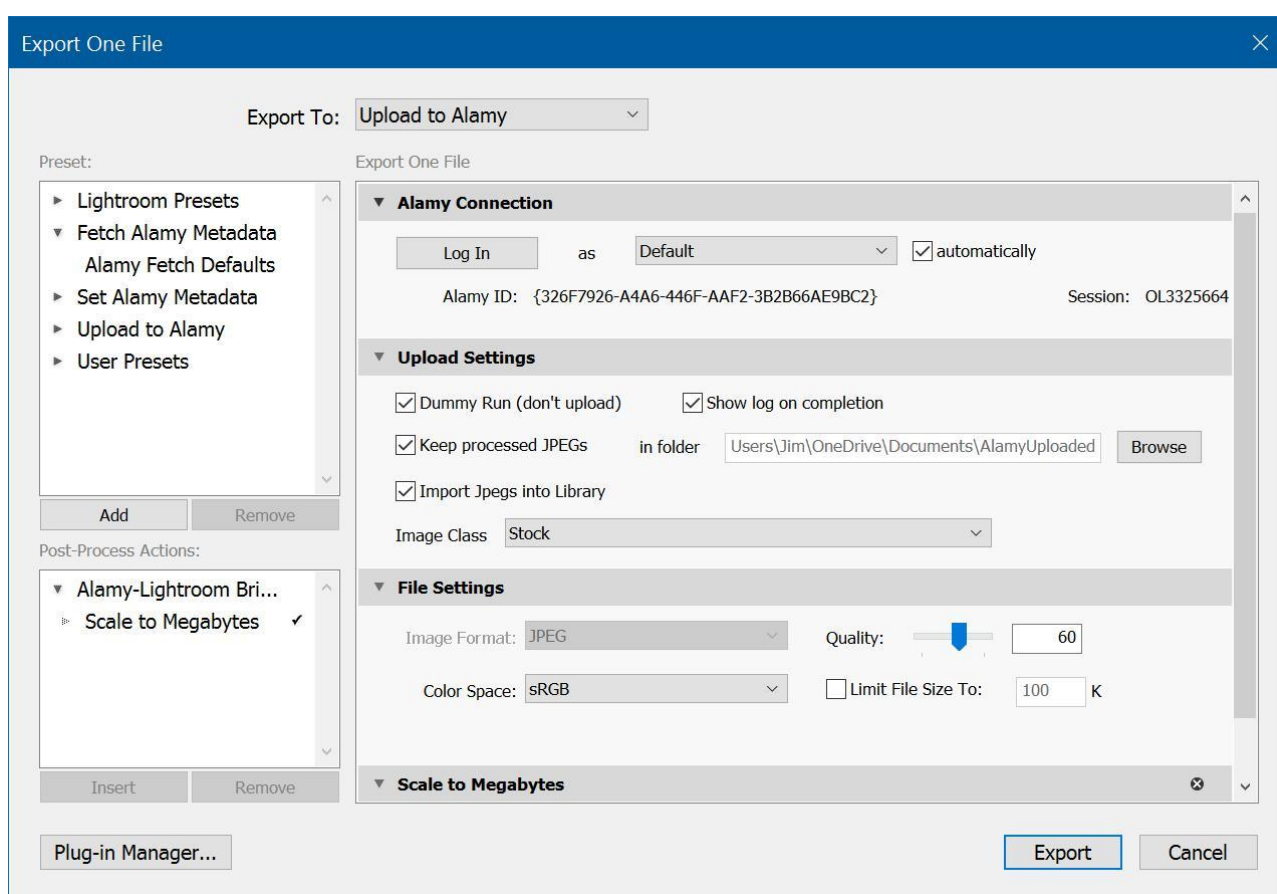 Export One File
Export To: Upload to Alamy
Preset:
Lightroom Presets
Fetch Alamy Metadata
Alamy Fetch Defaults
Set Alamy Metadata
Upload to Alamy
User Presets
Add Remove
Post-Process Actions:
Alamy-Lightroom Bri...
Scale to Megabytes
Insert Remove
Export One File
Alamy Connection
Log In as Default automatically
Alamy ID: {326F7926-A4A6-446F-AAF2-3B2B66AE9BC2} Session: OL3325664
Upload Settings
Dummy Run (don't upload) Show log on completion
Keep processed JPEGs in folder Users\Jim\OneDrive\Documents\AlamyUploaded Browse
Import Jpegs into Library
Image Class Stock
File Settings
Image Format: JPEG Quality: 60
Color Space: sRGB Limit File Size To: 100 K
Scale to Megabytes
Plug-in Manager... Export Cancel